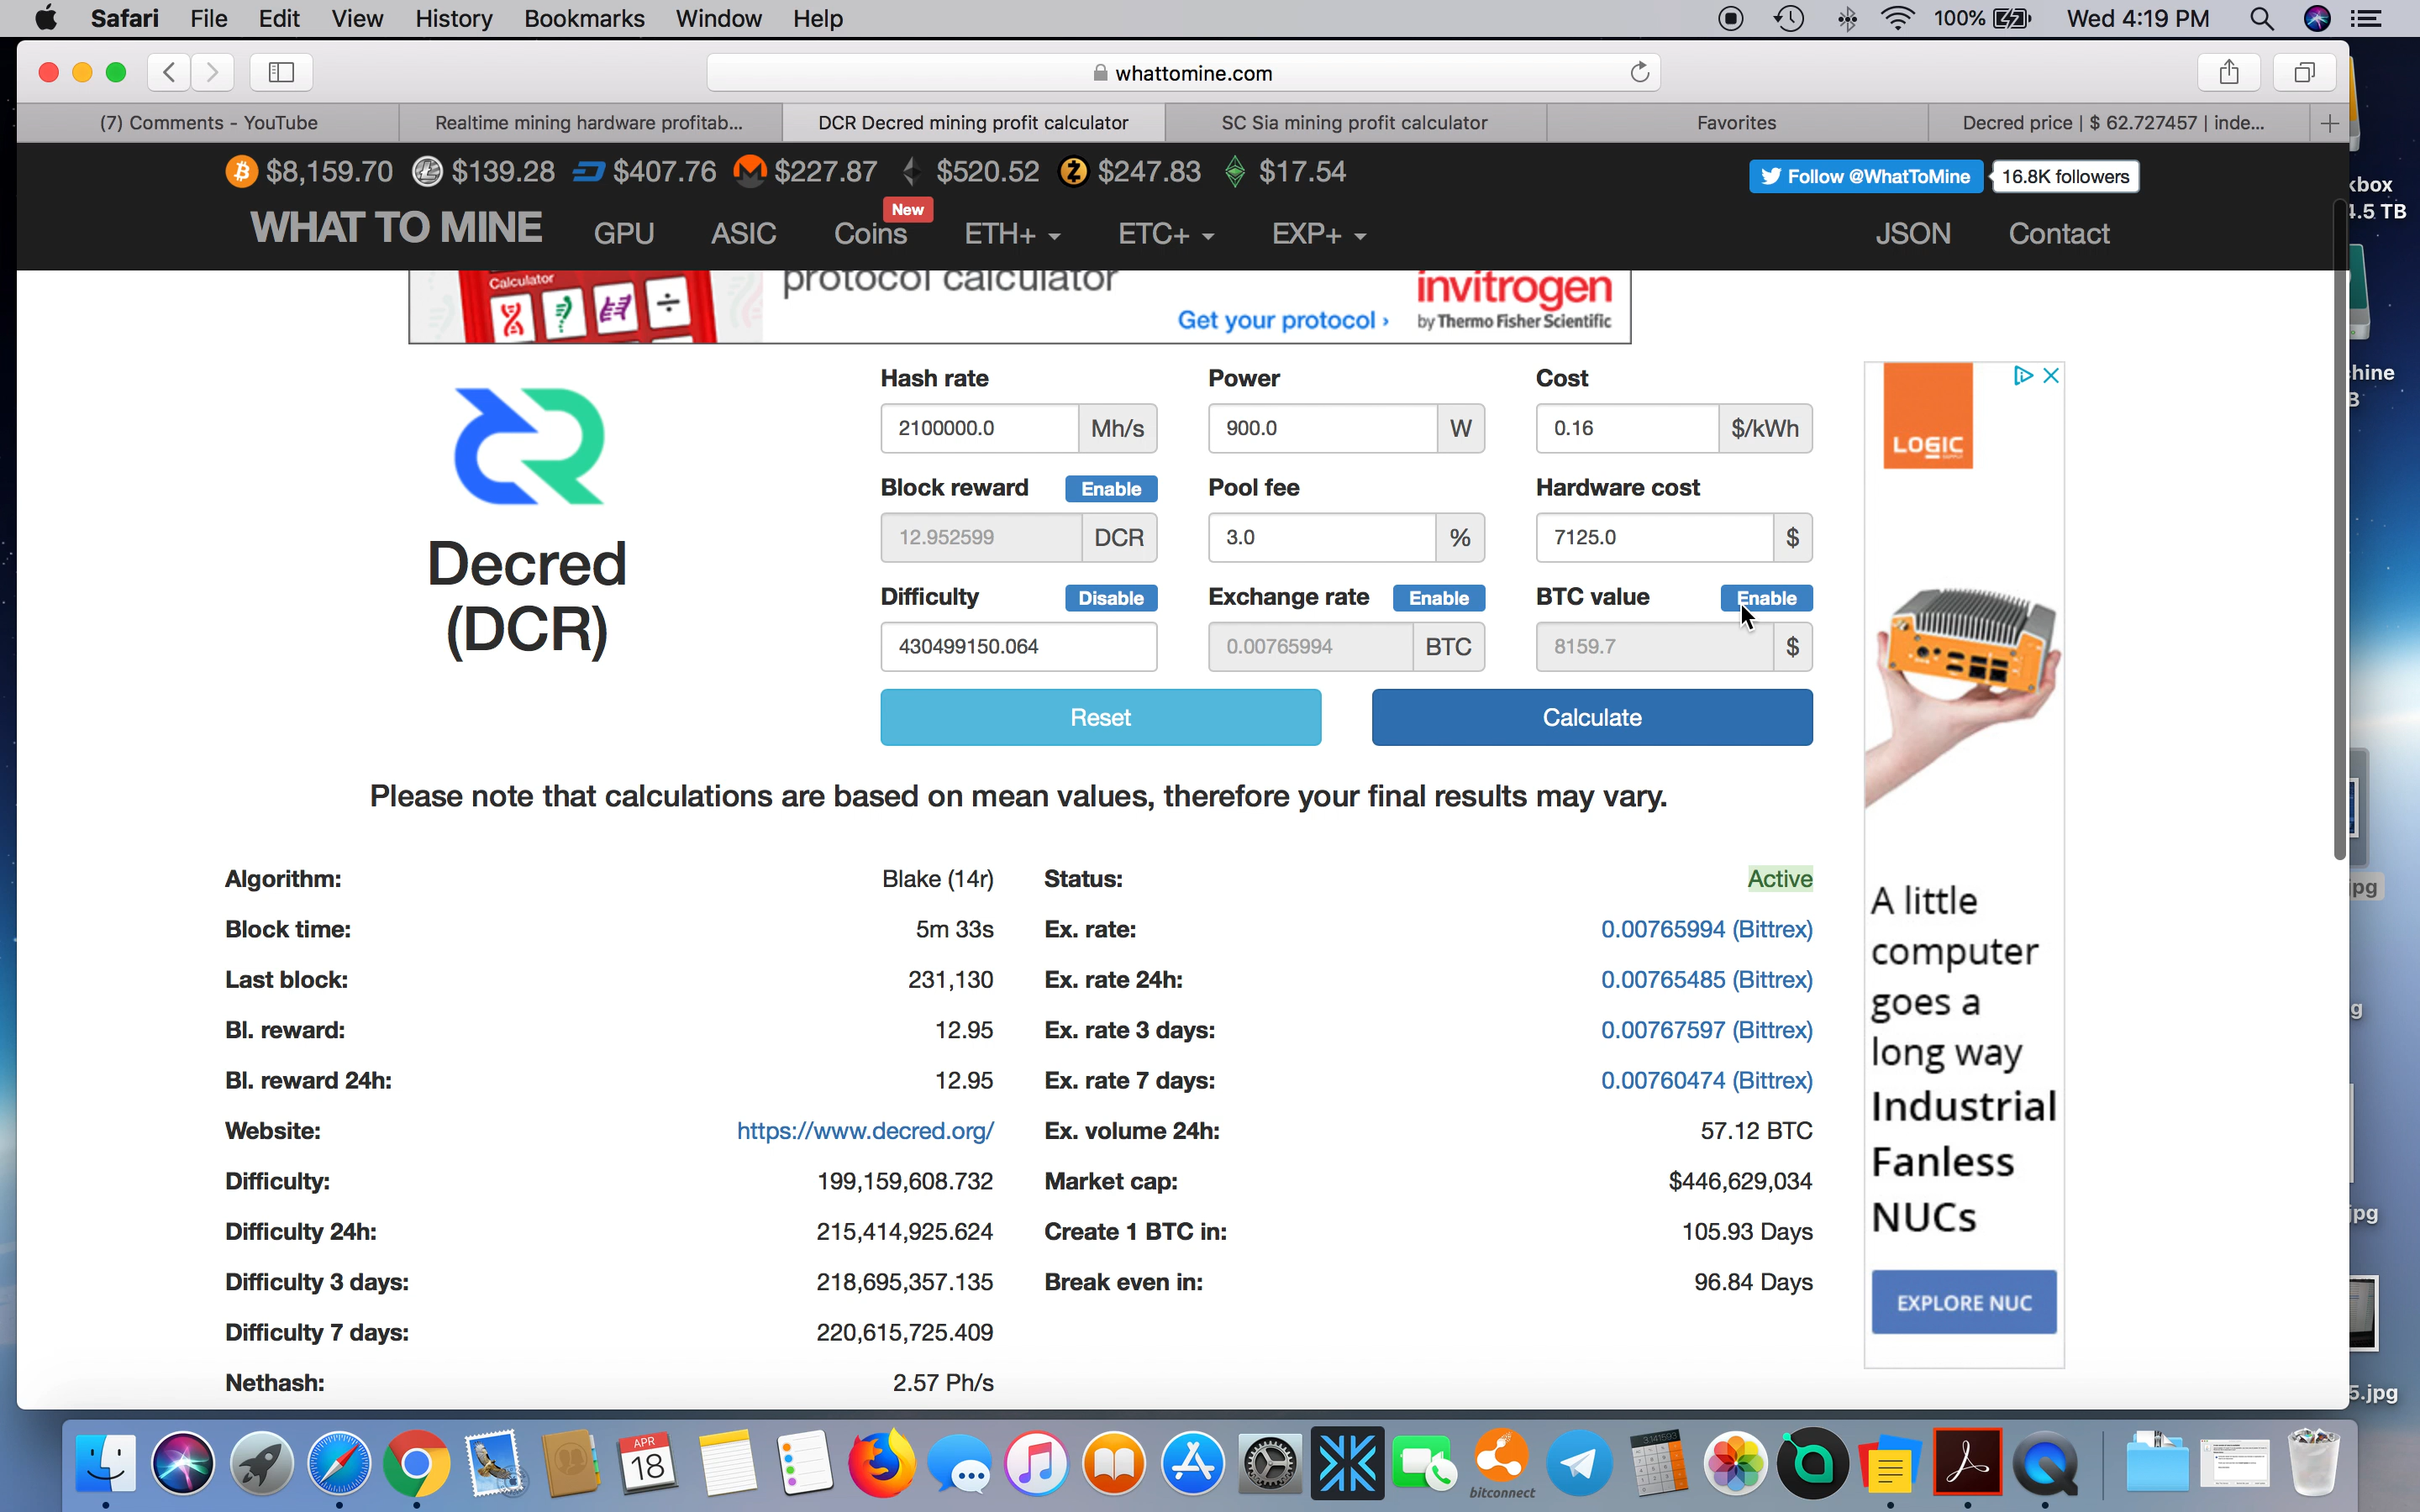 Safari File Edit View History Bookmarks Window Help 100% Wed 4:19 PM
whattomine.com
(7) Comments - YouTube Realtime mining hardware profitab... DCR Decred mining profit calculator SC Sia mining profit calculator Favorites Decred price | $ 62.727457 | inde... +
$8,159.70 $139.28 $407.76 $227.87 $520.52 $247.83 $17.54 Follow @WhatToMine 16.8K followers
New
WHAT TO MINE GPU ASIC Coins ETH+ ETC+ EXP+ JSON Contact
Calculator
protocol calculator invitrogen
Get your protocol › by Thermo Fisher Scientific
Hash rate Power Cost
2100000.0 Mh/s 900.0 W 0.16 $/kWh
Block reward Enable Pool fee Hardware cost
12.952599 DCR 3.0 % 7125.0 $
Difficulty Disable Exchange rate Enable BTC value Enable
430499150.064 0.00765994 BTC 8159.7 $
Decred
(DCR)
Reset Calculate
Please note that calculations are based on mean values, therefore your final results may vary.
Algorithm: Blake (14r) Status: Active
Block time: 5m 33s Ex. rate: 0.00765994 (Bittrex)
Last block: 231,130 Ex. rate 24h: 0.00765485 (Bittrex)
Bl. reward: 12.95 Ex. rate 3 days: 0.00767597 (Bittrex)
Bl. reward 24h: 12.95 Ex. rate 7 days: 0.00760474 (Bittrex)
Website: https://www.decred.org/ Ex. volume 24h: 57.12 BTC
Difficulty: 199,159,608.732 Market cap: $446,629,034
Difficulty 24h: 215,414,925.624 Create 1 BTC in: 105.93 Days
Difficulty 3 days: 218,695,357.135 Break even in: 96.84 Days
Difficulty 7 days: 220,615,725.409
Nethash: 2.57 Ph/s
LOGIC
A little
computer
goes a
long way
Industrial
Fanless
NUCs
EXPLORE NUC
kbox
4.5 TB
hine
B
jpg
g
jpg
5.jpg
APR
18
3.141593
bitconnect